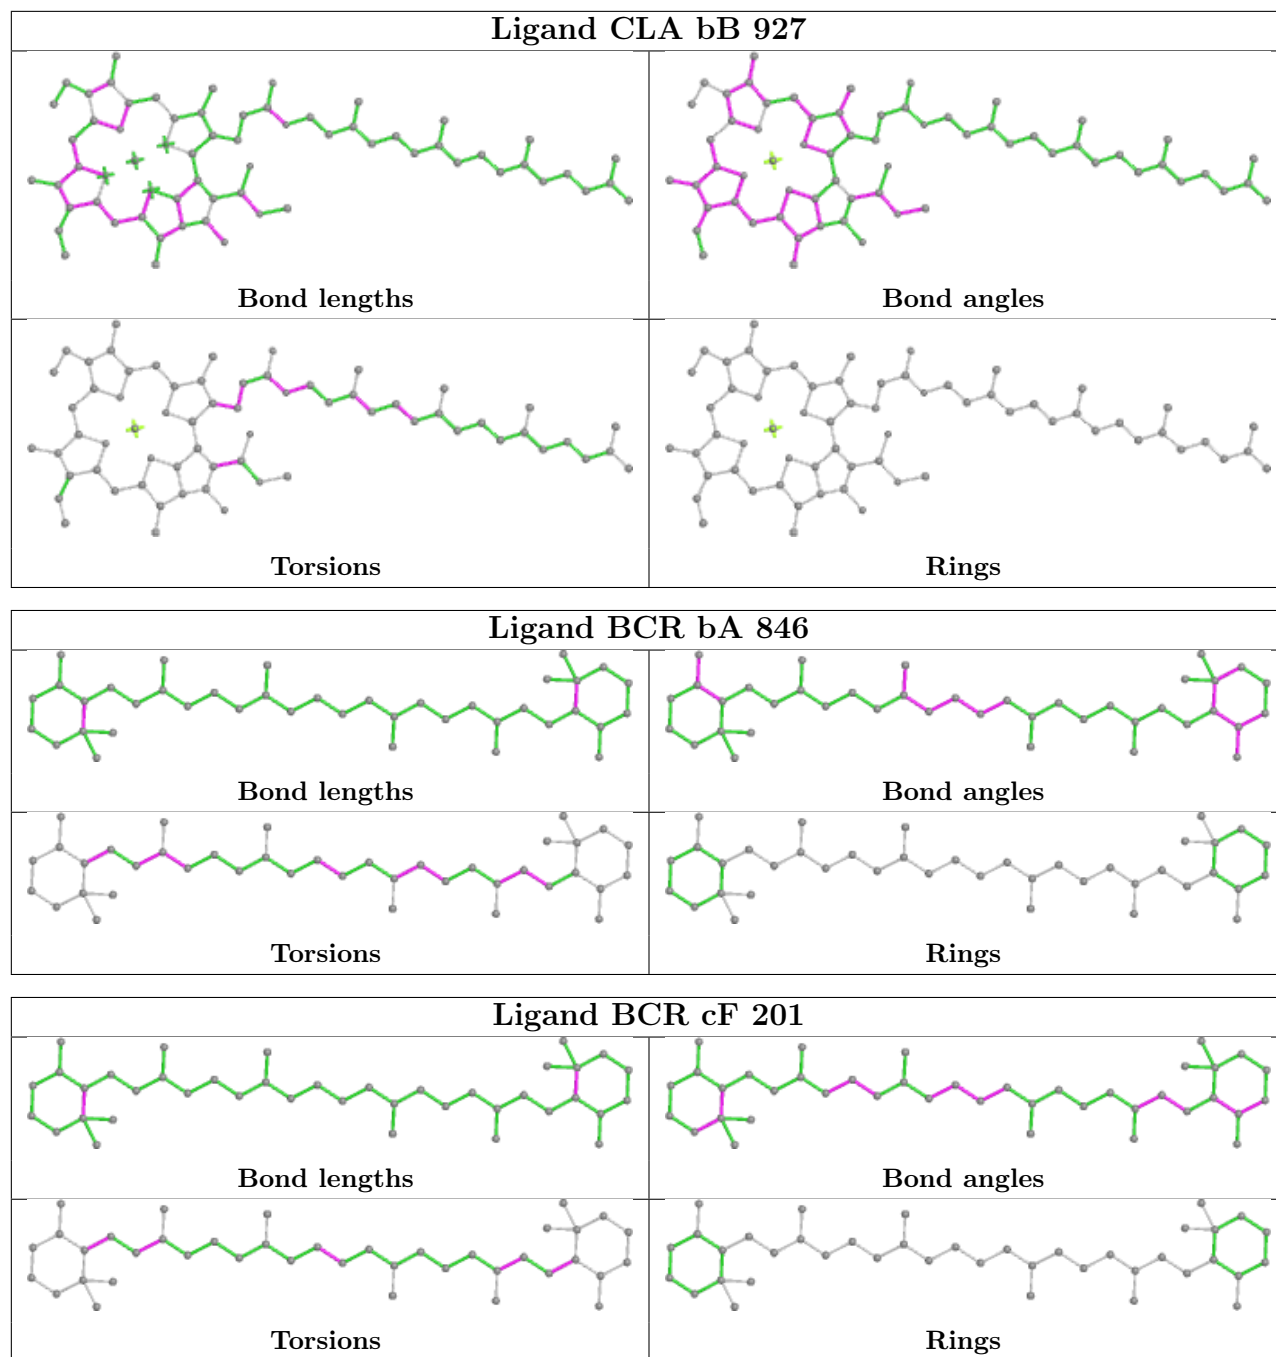 Ligand CLA bB 927
Bond lengths
Bond angles
Torsions
Rings
Ligand BCR bA 846
Bond lengths
Bond angles
Torsions
Rings
Ligand BCR cF 201
Bond lengths
Bond angles
Torsions
Rings